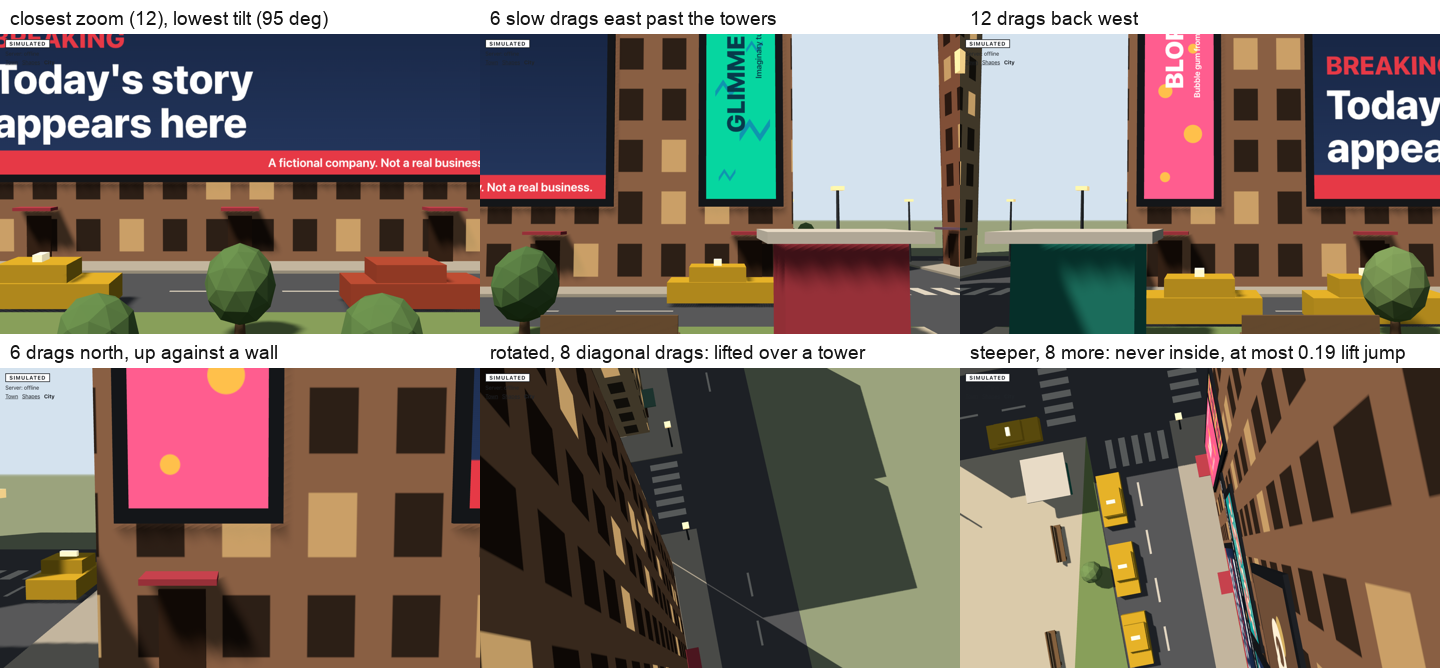 closest zoom (12), lowest tilt (95 deg)
6 slow drags east past the towers
12 drags back west
SIMULATED
BREAKING
Today's story
appears here
A fictional company. Not a real business
SIMULATED
GLIMME
Imaginary
. Not a real business.
SIMULATED
offline
Shapes City
BLOR
Bubble gum from
BREAKING
Today
appea
6 drags north, up against a wall
rotated, 8 diagonal drags: lifted over a tower
steeper, 8 more: never inside, at most 0.19 lift jump
SIMULATED
Server: offline
Town Shapes City
SIMULATED
SIMULATED